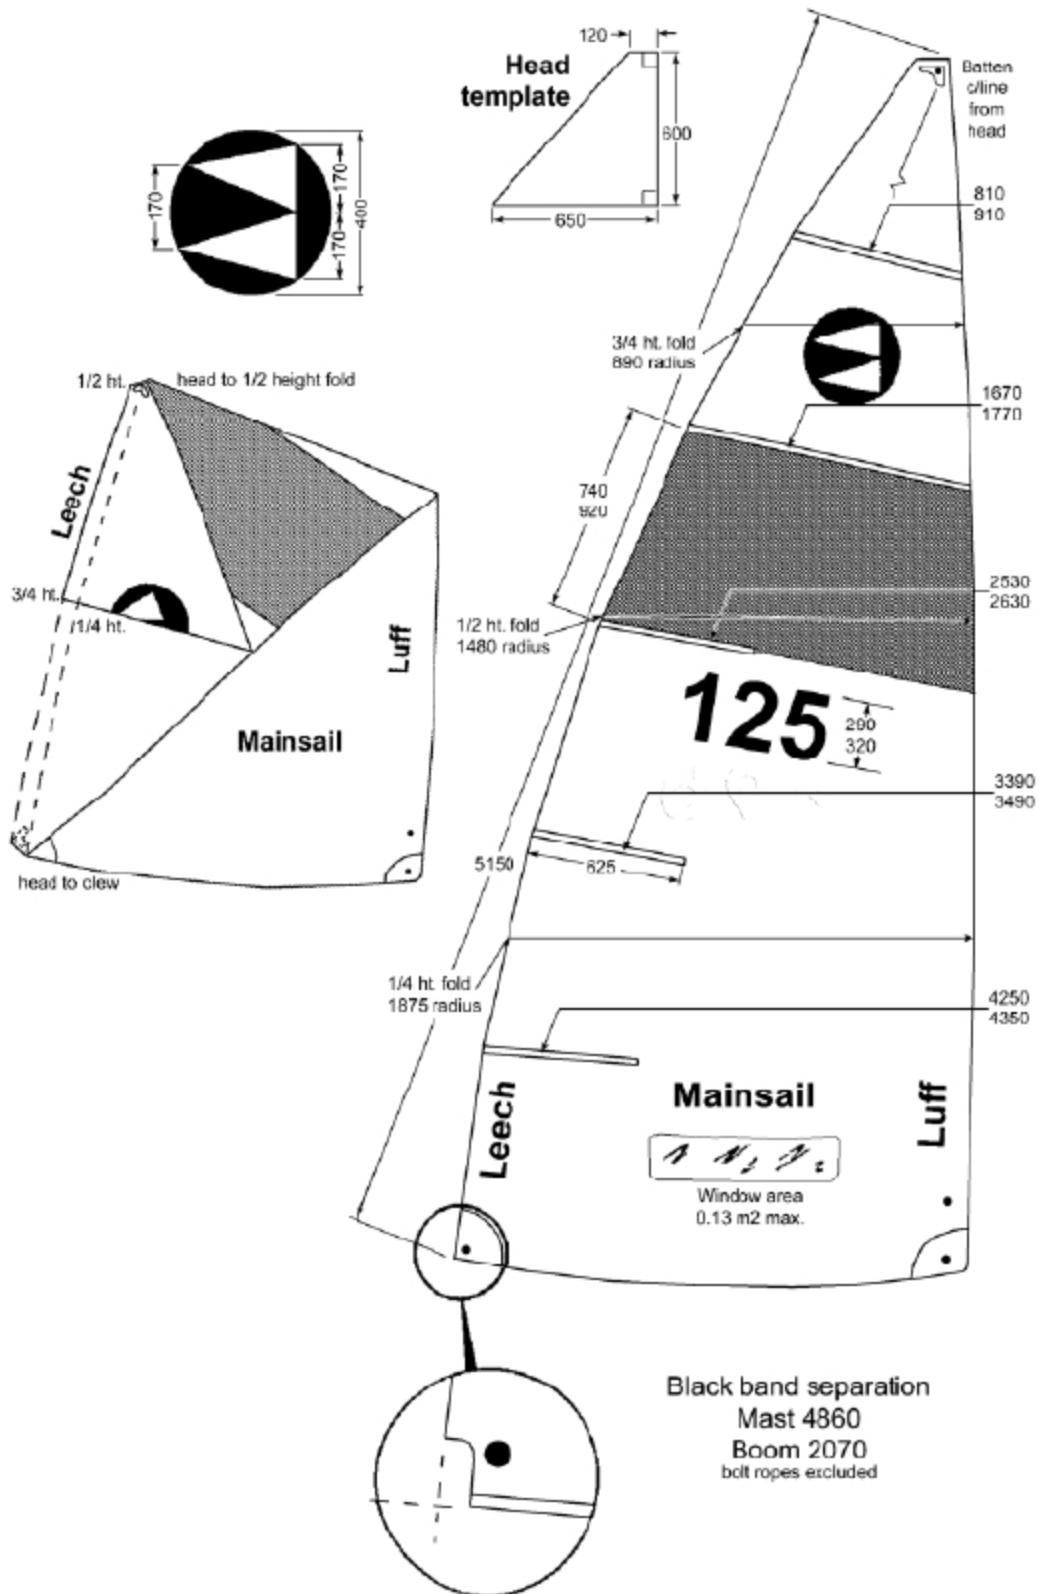 Head
template
120
600
650
170
170
170
400
Batten
c/line
from
head
810
910
3/4 ht. fold
890 radius
1670
1770
740
920
1/2 ht. fold
1480 radius
2530
2630
125
290
320
3390
3490
625
5150
1/4 ht. fold
1875 radius
4250
4350
Leech
Mainsail
Luff
Window area
0.13 m2 max.
1/2 ht.
head to 1/2 height fold
Leech
3/4 ht.
1/4 ht.
Luff
Mainsail
head to clew
Black band separation
Mast 4860
Boom 2070
bolt ropes excluded